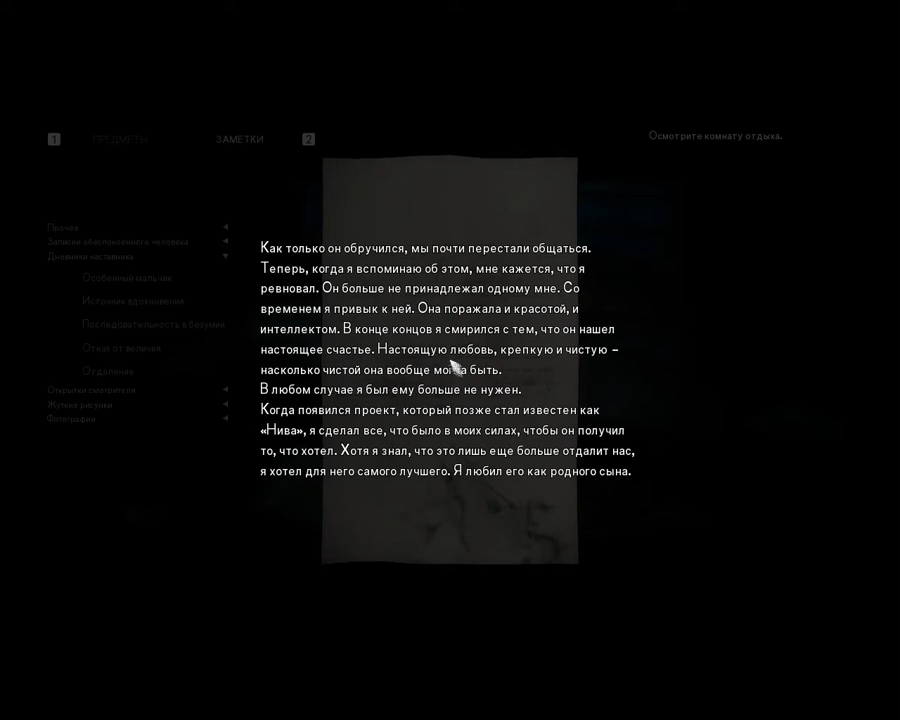 1 ПРЕДМЕТЫ ЗАМЕТКИ 2
Осмотрите комнату отдыха.
Прочее
Записки обеспокоенного человека
Дневники наставника
Особенный мальчик
Источник вдохновения
Последовательность в безумии
Отказ от величия
Отдаление
Открытки смотрителя
Жуткие рисунки
Фотографии
Как только он обручился, мы почти перестали общаться.
Теперь, когда я вспоминаю об этом, мне кажется, что я
ревновал. Он больше не принадлежал одному мне. Со
временем я привык к ней. Она поражала и красотой, и
интеллектом. В конце концов я смирился с тем, что он нашел
настоящее счастье. Настоящую любовь, крепкую и чистую –
насколько чистой она вообще могла быть.
В любом случае я был ему больше не нужен.
Когда появился проект, который позже стал известен как
«Нива», я сделал все, что было в моих силах, чтобы он получил
то, что хотел. Хотя я знал, что это лишь еще больше отдалит нас,
я хотел для него самого лучшего. Я любил его как родного сына.